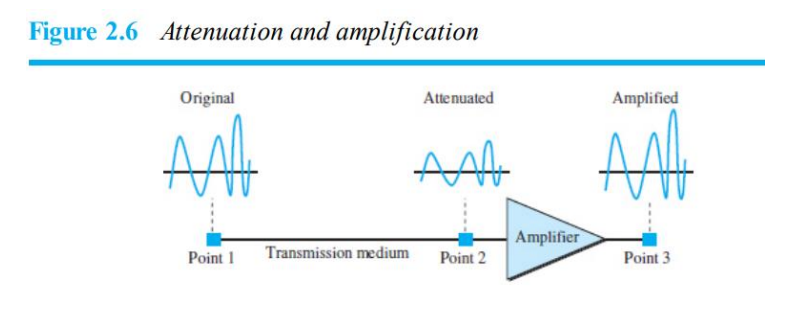 Figure 2.6 Attenuation and amplification
Original Attenuated Amplified
Amplifier
Point 1 Transmission medium Point 2 Point 3